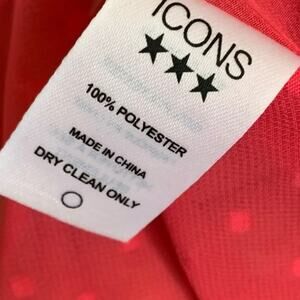 ICONS
★★★
100% POLYESTER
MADE IN CHINA
DRY CLEAN ONLY